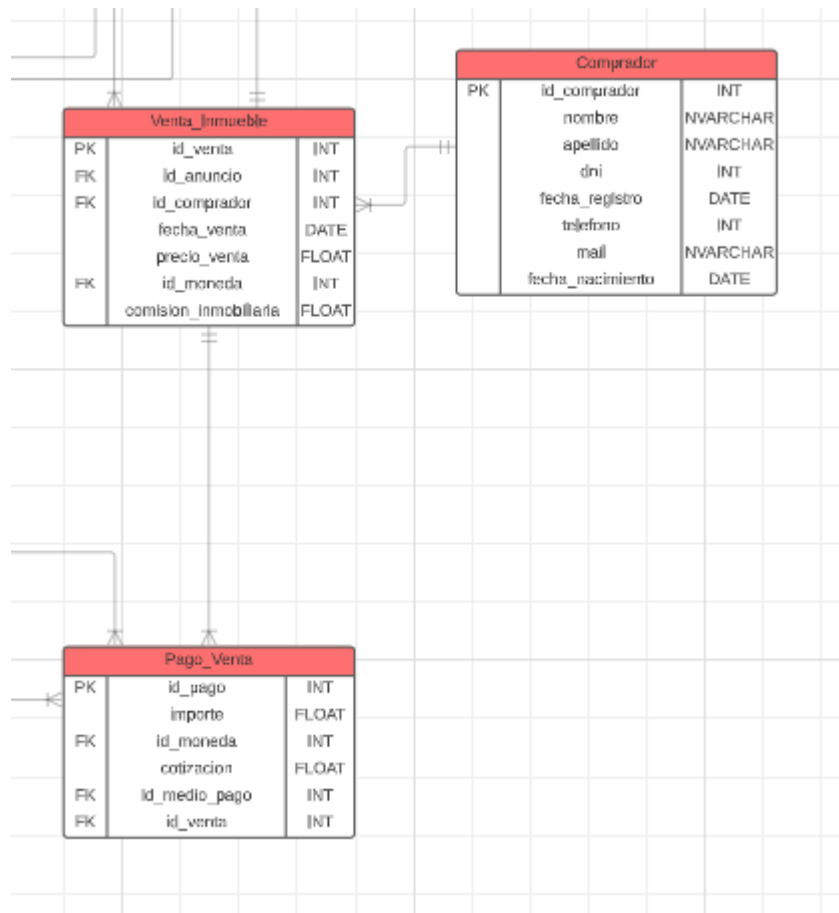 Comprador
PK id_comprador INT
nombre NVARCHAR
apellido NVARCHAR
dni INT
fecha_registro DATE
telefono INT
mail NVARCHAR
fecha_nacimiento DATE
Venta_Inmueble
PK id_venta INT
FK id_anuncio INT
FK id_comprador INT
fecha_venta DATE
precio_venta FLOAT
FK id_moneda INT
comision_inmobiliaria FLOAT
Pago_Venta
PK id_pago INT
importe FLOAT
FK id_moneda INT
cotizacion FLOAT
FK id_medio_pago INT
FK id_venta INT